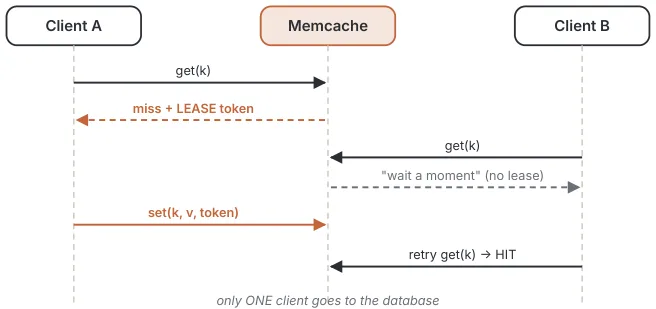 Client A
Memcache
Client B
get(k)
miss + LEASE token
get(k)
"wait a moment" (no lease)
set(k, v, token)
retry get(k) → HIT
only ONE client goes to the database